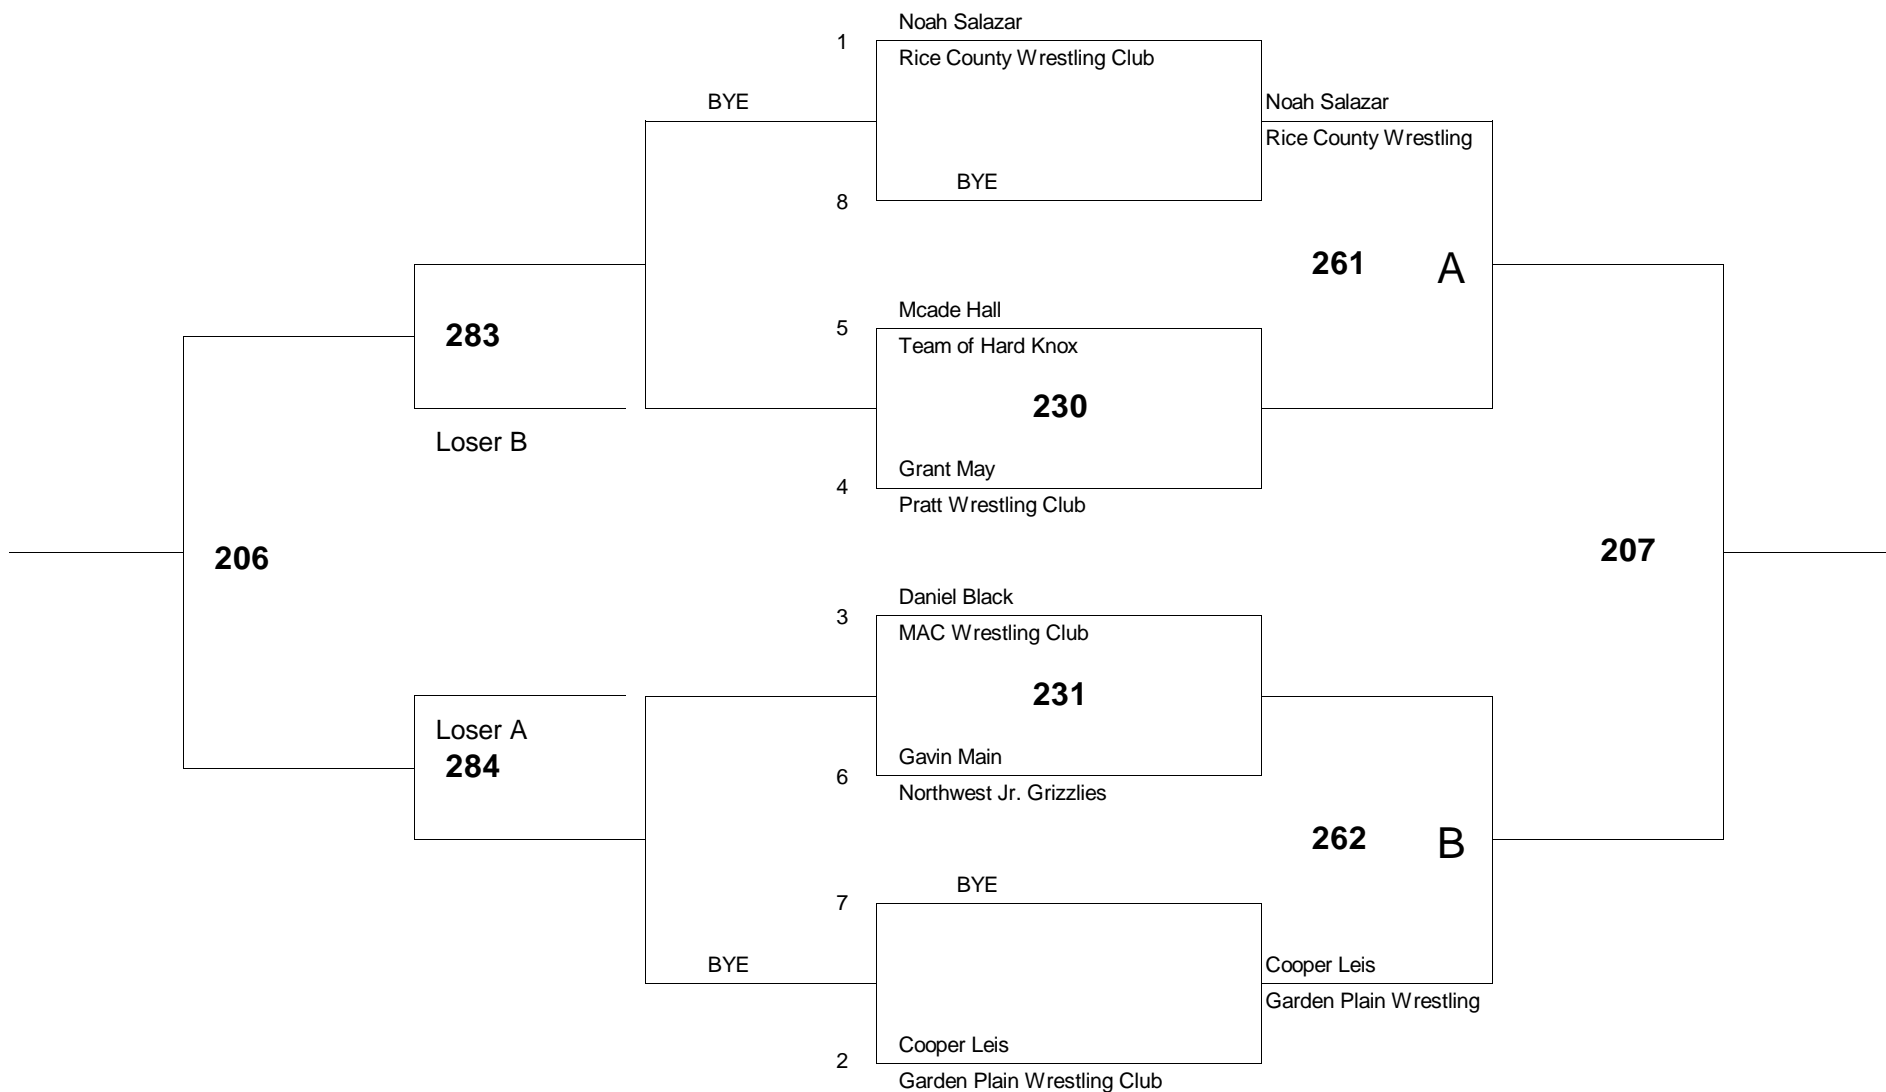 Noah Salazar
1
Rice County Wrestling Club
BYE
Noah Salazar
Rice County Wrestling
BYE
8
261
A
Mcade Hall
5
283
Team of Hard Knox
230
Loser B
Grant May
4
Pratt Wrestling Club
206
207
Daniel Black
3
MAC Wrestling Club
231
Loser A
284
Gavin Main
6
Northwest Jr. Grizzlies
262
B
BYE
7
BYE
Cooper Leis
Garden Plain Wrestling
Cooper Leis
2
Garden Plain Wrestling Club